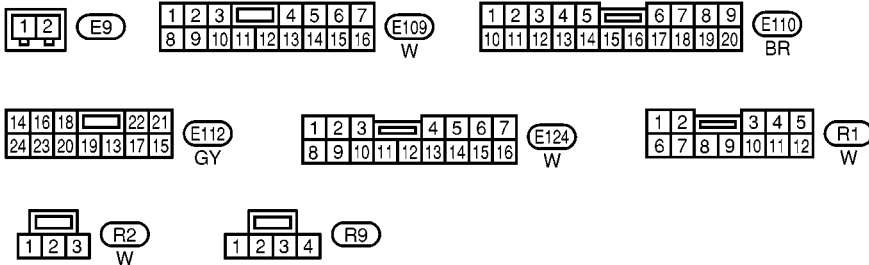 1 2 E9
1 2 3 4 5 6 7
8 9 10 11 12 13 14 15 16 E109
W
1 2 3 4 5 6 7 8 9
10 11 12 13 14 15 16 17 18 19 20 E110
BR
14 16 18 22 21
24 23 20 19 13 17 15 E112
GY
1 2 3 4 5 6 7
8 9 10 11 12 13 14 15 16 E124
W
1 2 3 4 5
6 7 8 9 10 11 12 R1
W
1 2 3 R2
W
1 2 3 4 R9